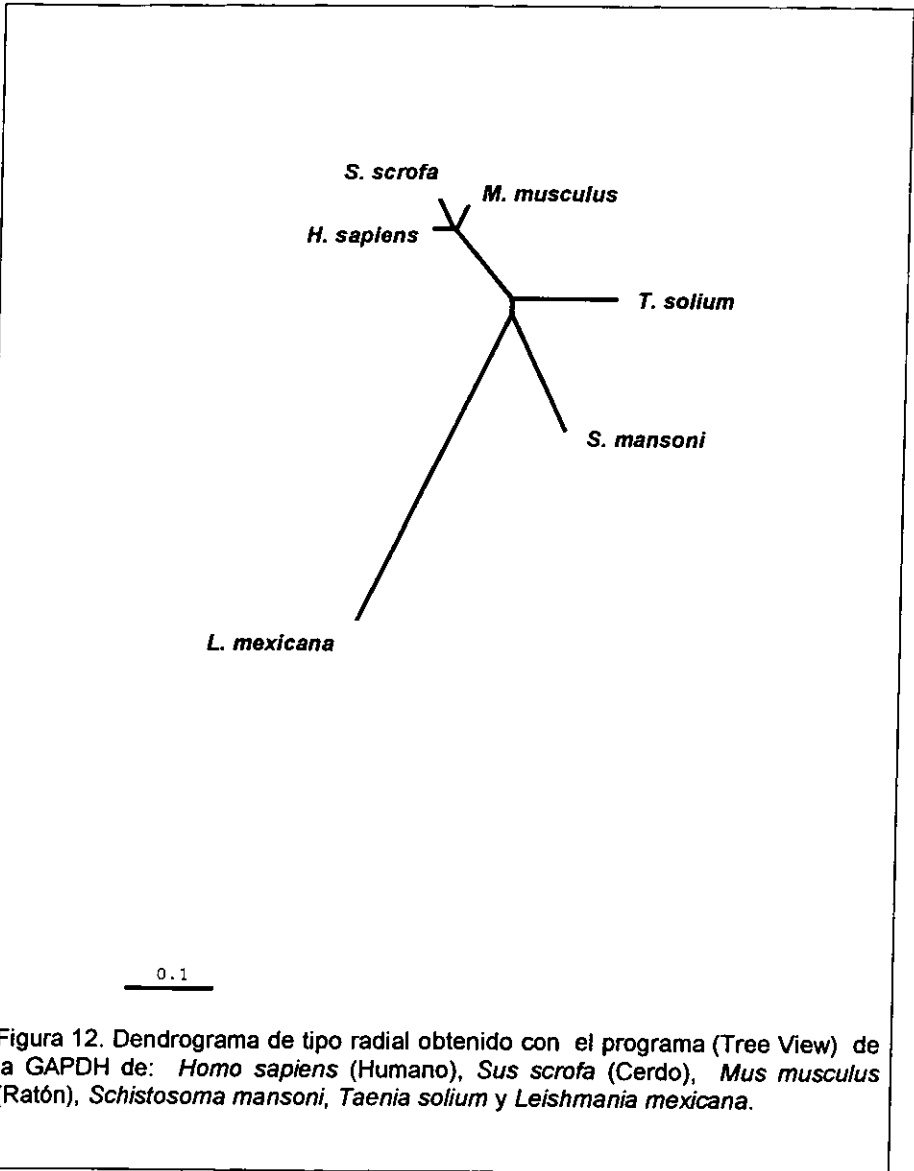 S. scrofa
M. musculus
H. sapiens
T. solium
S. mansoni
L. mexicana
0.1
Figura 12. Dendrograma de tipo radial obtenido con el programa (Tree View) de
a GAPDH de: Homo sapiens (Humano), Sus scrofa (Cerdo), Mus musculus
(Ratón), Schistosoma mansoni, Taenia solium y Leishmania mexicana.